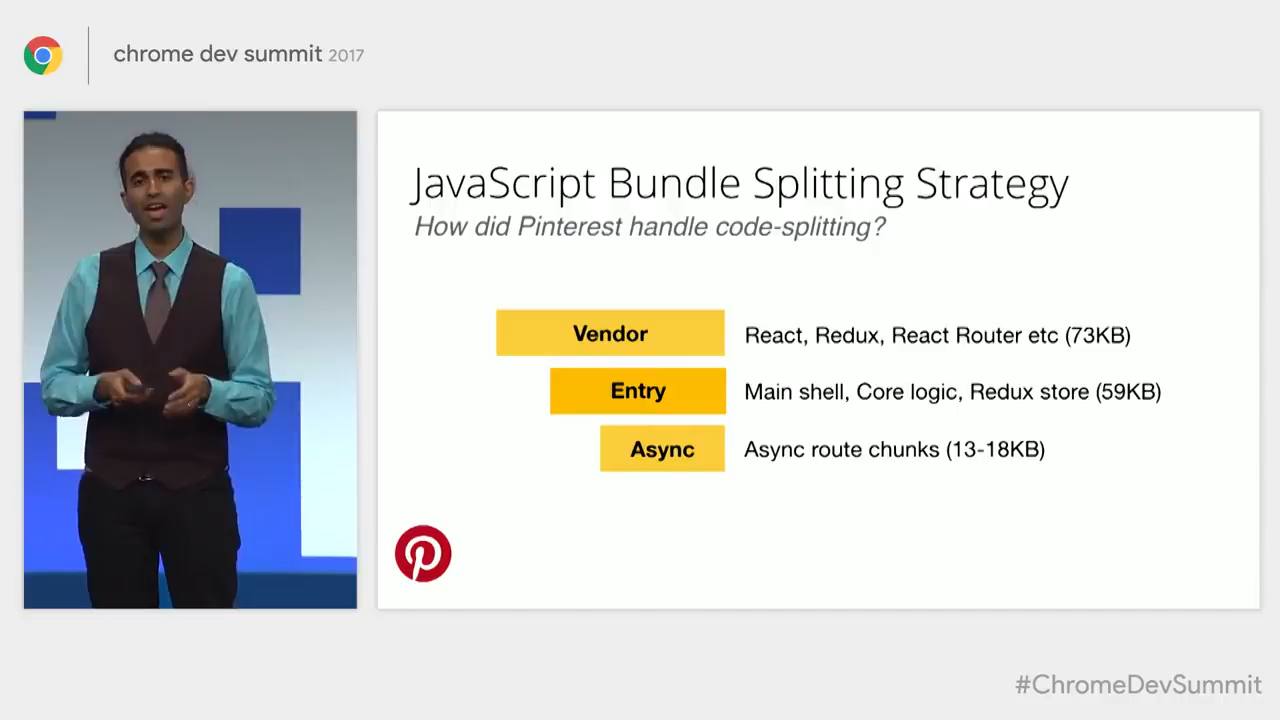 chrome dev summit 2017
JavaScript Bundle Splitting Strategy
How did Pinterest handle code-splitting?
Vendor React, Redux, React Router etc (73KB)
Entry Main shell, Core logic, Redux store (59KB)
Async Async route chunks (13-18KB)
#ChromeDevSummit